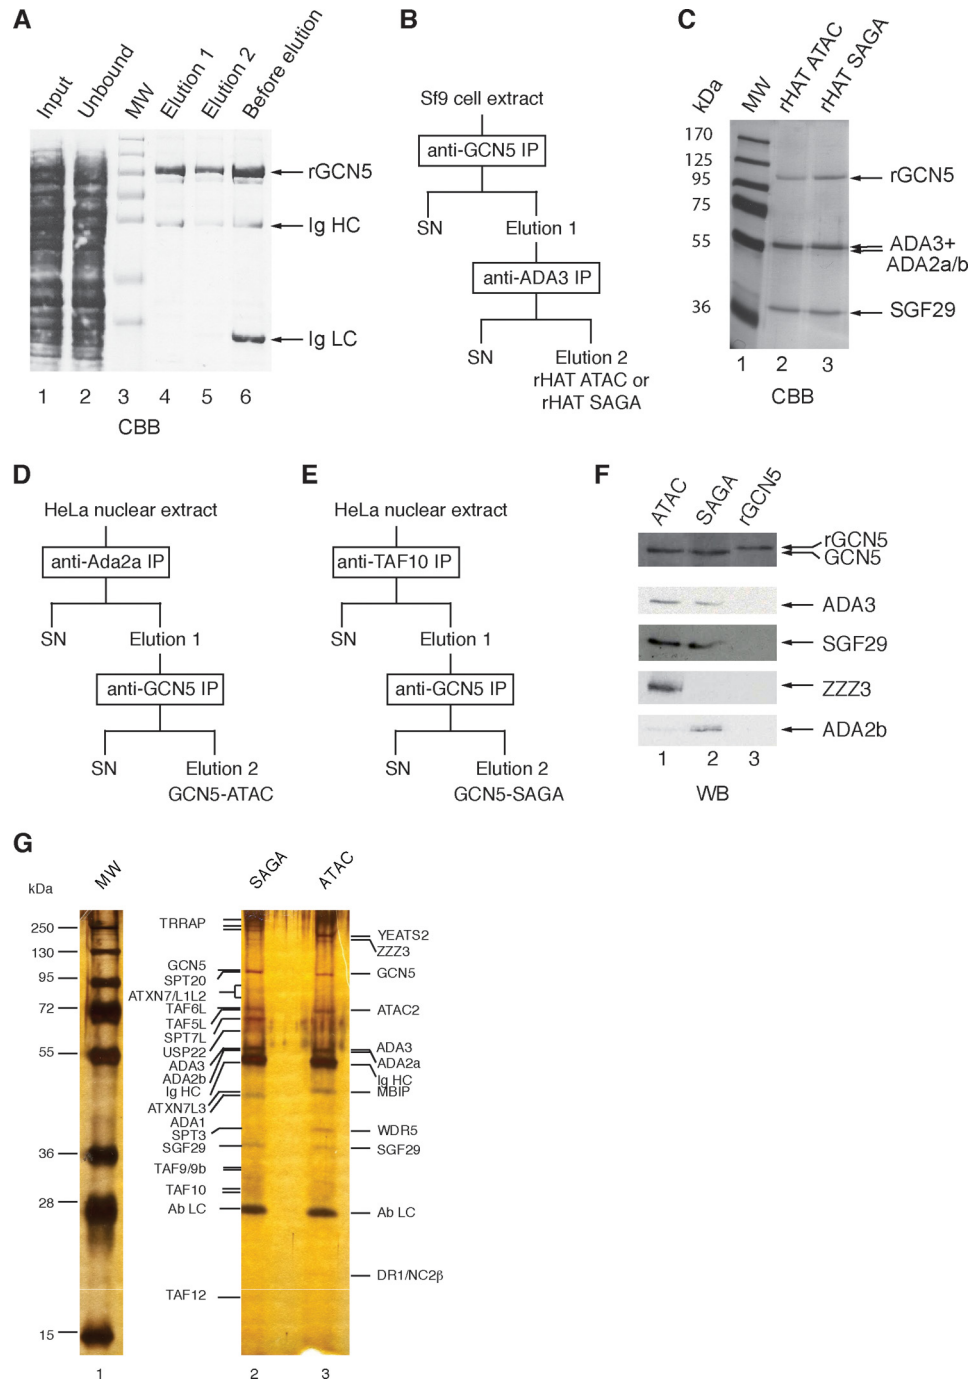 A
Input
Unbound
MW
Elution 1
Elution 2
Before elution
rGCN5
Ig HC
Ig LC
1 2 3 4 5 6
CBB
B
Sf9 cell extract
anti-GCN5 IP
SN Elution 1
anti-ADA3 IP
SN Elution 2
rHAT ATAC or
rHAT SAGA
C
kDa
MW
rHAT ATAC
rHAT SAGA
170
125
95
75
55
36
rGCN5
ADA3+
ADA2a/b
SGF29
1 2 3
CBB
D
HeLa nuclear extract
anti-Ada2a IP
SN Elution 1
anti-GCN5 IP
SN Elution 2
GCN5-ATAC
E
HeLa nuclear extract
anti-TAF10 IP
SN Elution 1
anti-GCN5 IP
SN Elution 2
GCN5-SAGA
F
ATAC
SAGA
rGCN5
rGCN5
GCN5
ADA3
SGF29
ZZZ3
ADA2b
1 2 3
WB
G
kDa
MW
SAGA
ATAC
250
130
95
72
55
36
28
15
TRRAP
GCN5
SPT20
ATXN7/L1L2
TAF6L
TAF5L
SPT7L
USP22
ADA3
ADA2b
Ig HC
ATXN7L3
ADA1
SPT3
SGF29
TAF9/9b
TAF10
Ab LC
TAF12
YEATS2
ZZZ3
GCN5
ATAC2
ADA3
ADA2a
Ig HC
MBIP
WDR5
SGF29
Ab LC
DR1/NC2β
1 2 3